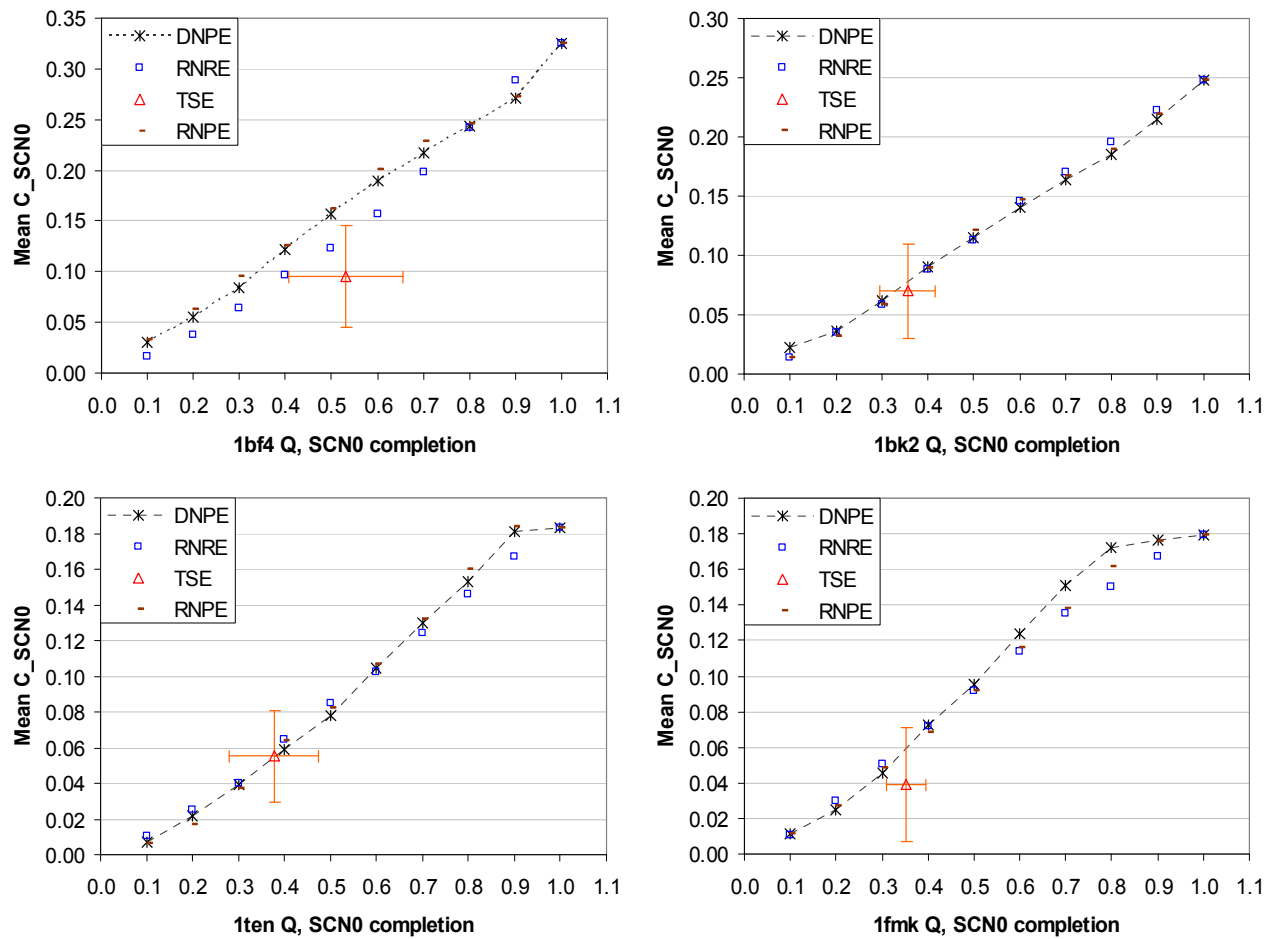 DNPE
RNRE
TSE
RNPE
Mean C_SCN0
0.35
0.30
0.25
0.20
0.15
0.10
0.05
0.00
0.0 0.1 0.2 0.3 0.4 0.5 0.6 0.7 0.8 0.9 1.0 1.1
1bf4 Q, SCN0 completion
DNPE
RNRE
TSE
RNPE
Mean C_SCN0
0.30
0.25
0.20
0.15
0.10
0.05
0.00
0.0 0.1 0.2 0.3 0.4 0.5 0.6 0.7 0.8 0.9 1.0 1.1
1bk2 Q, SCN0 completion
DNPE
RNRE
TSE
RNPE
Mean C_SCN0
0.20
0.18
0.16
0.14
0.12
0.10
0.08
0.06
0.04
0.02
0.00
0.0 0.1 0.2 0.3 0.4 0.5 0.6 0.7 0.8 0.9 1.0 1.1
1ten Q, SCN0 completion
DNPE
RNRE
TSE
RNPE
Mean C_SCN0
0.20
0.18
0.16
0.14
0.12
0.10
0.08
0.06
0.04
0.02
0.00
0.0 0.1 0.2 0.3 0.4 0.5 0.6 0.7 0.8 0.9 1.0 1.1
1fmk Q, SCN0 completion